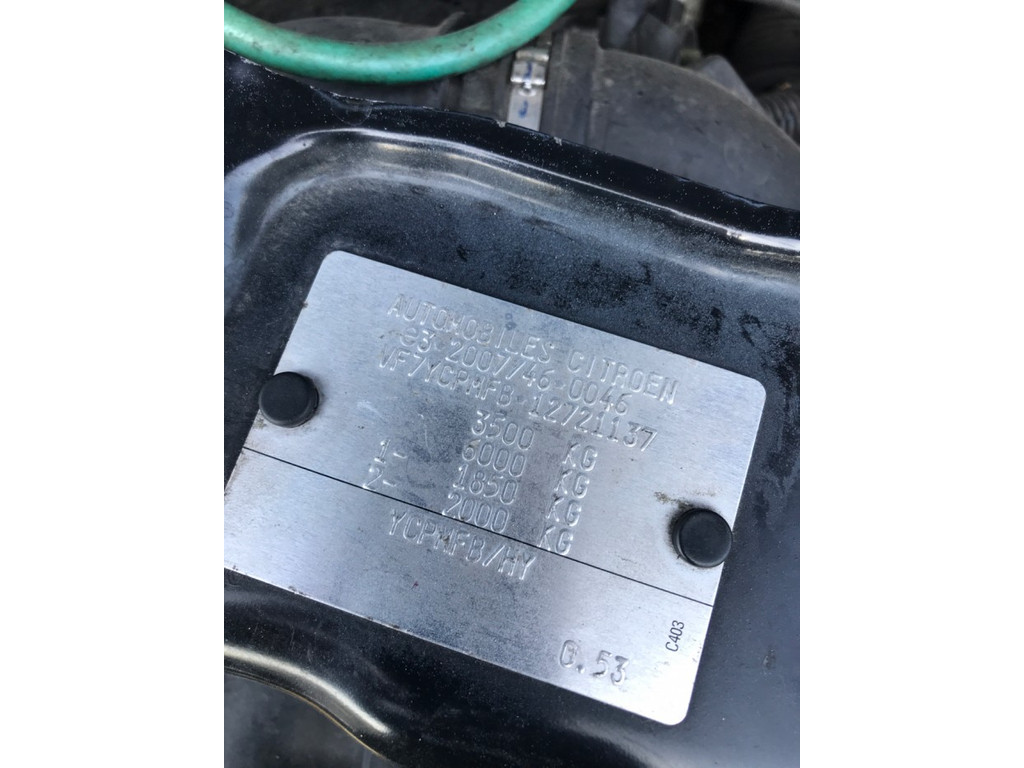 AUTOMOBILES CITROEN
e3*2007/46*0046
VF7YCPMFB 12721137
3500 KG
6000 KG
1- 1850 KG
2- 2000 KG
YCPMFB/HY
0.53
C403